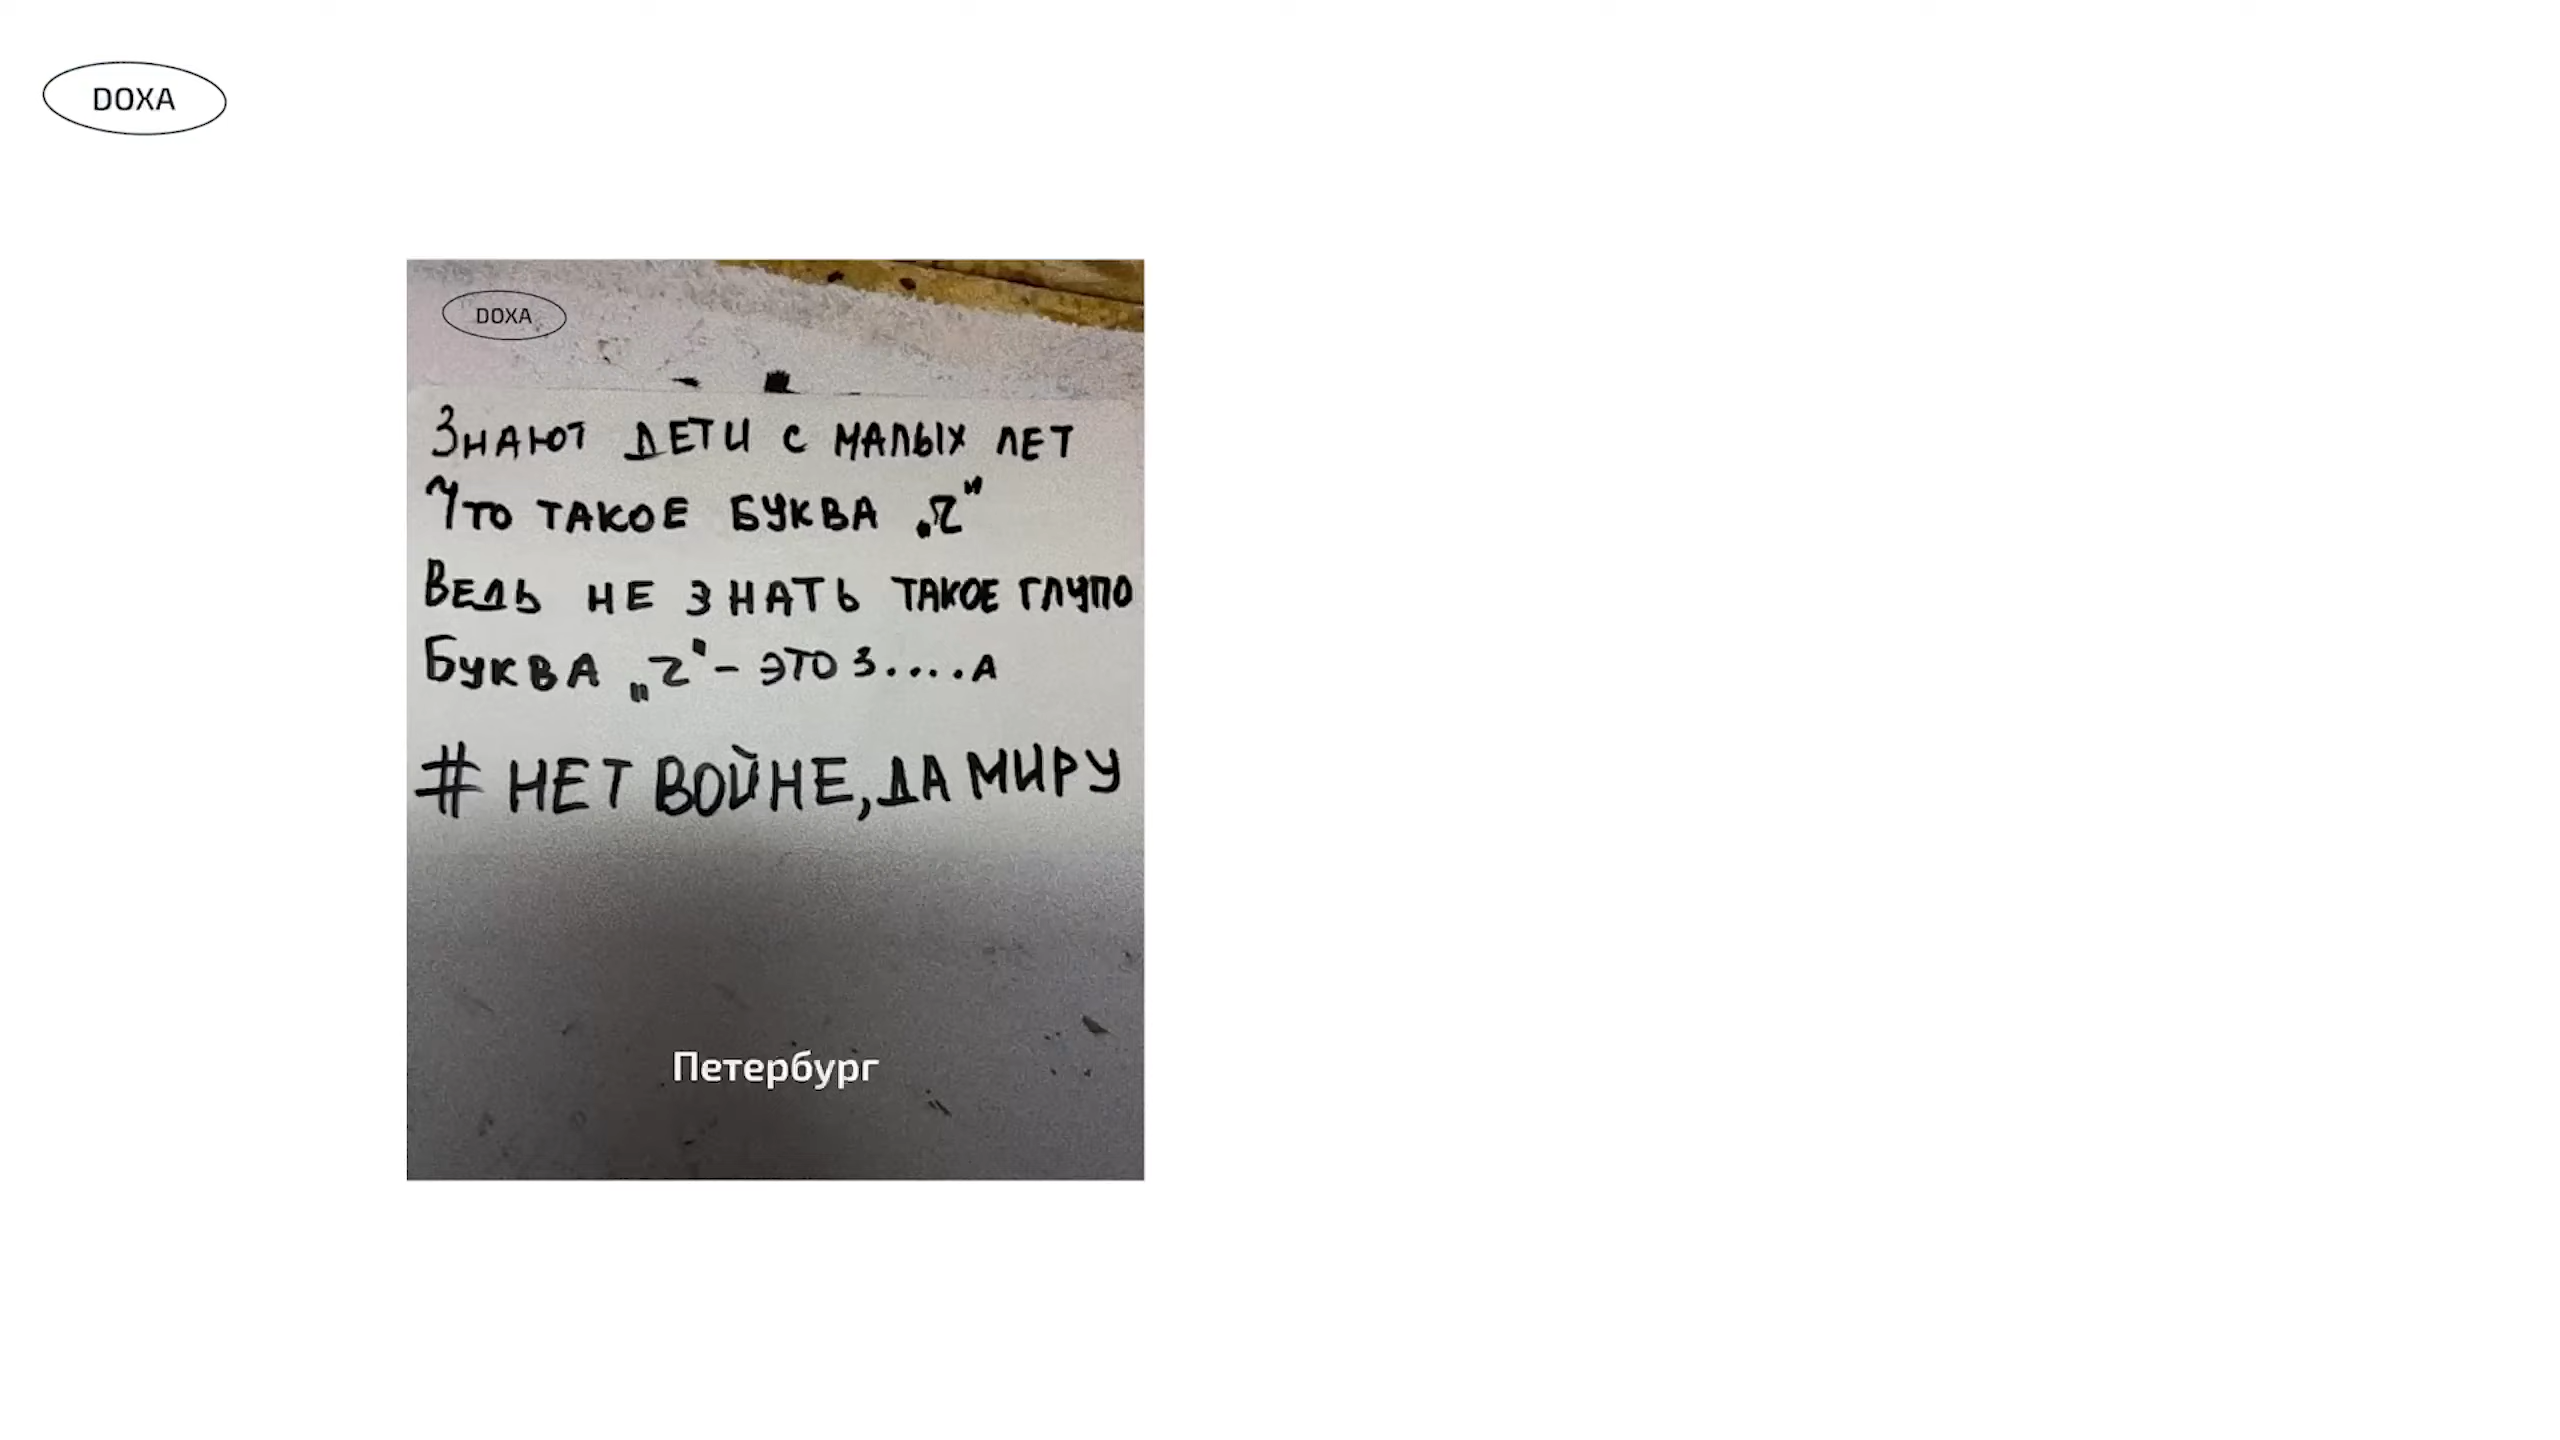 DOXA
DOXA
Знают дети с малых лет
Что такое буква „Z"
Ведь не знать такое глупо
Буква „Z" - это з....а
# НЕТ ВОЙНЕ, ДА МИРУ
Петербург